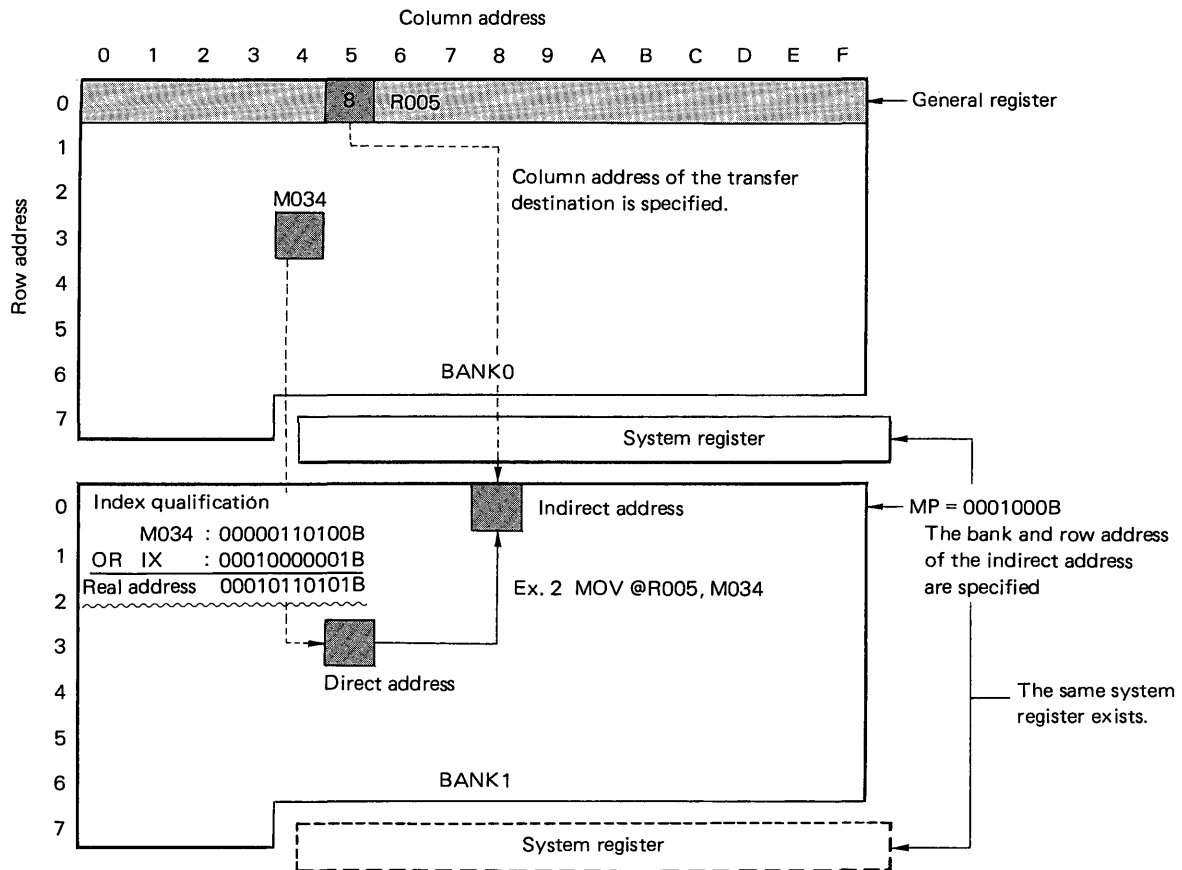 Column address
0 1 2 3 4 5 6 7 8 9 A B C D E F
Row address
0
8
R005
General register
1
2
M034
Column address of the transfer
destination is specified.
3
4
5
6
BANK0
7
System register
0
Index qualification
M034 : 00000110100B
OR IX : 00010000001B
Real address 00010110101B
Indirect address
MP = 0001000B
The bank and row address
of the indirect address
are specified
1
2
Ex. 2 MOV @R005, M034
3
Direct address
4
The same system
register exists.
5
6
BANK1
7
System register